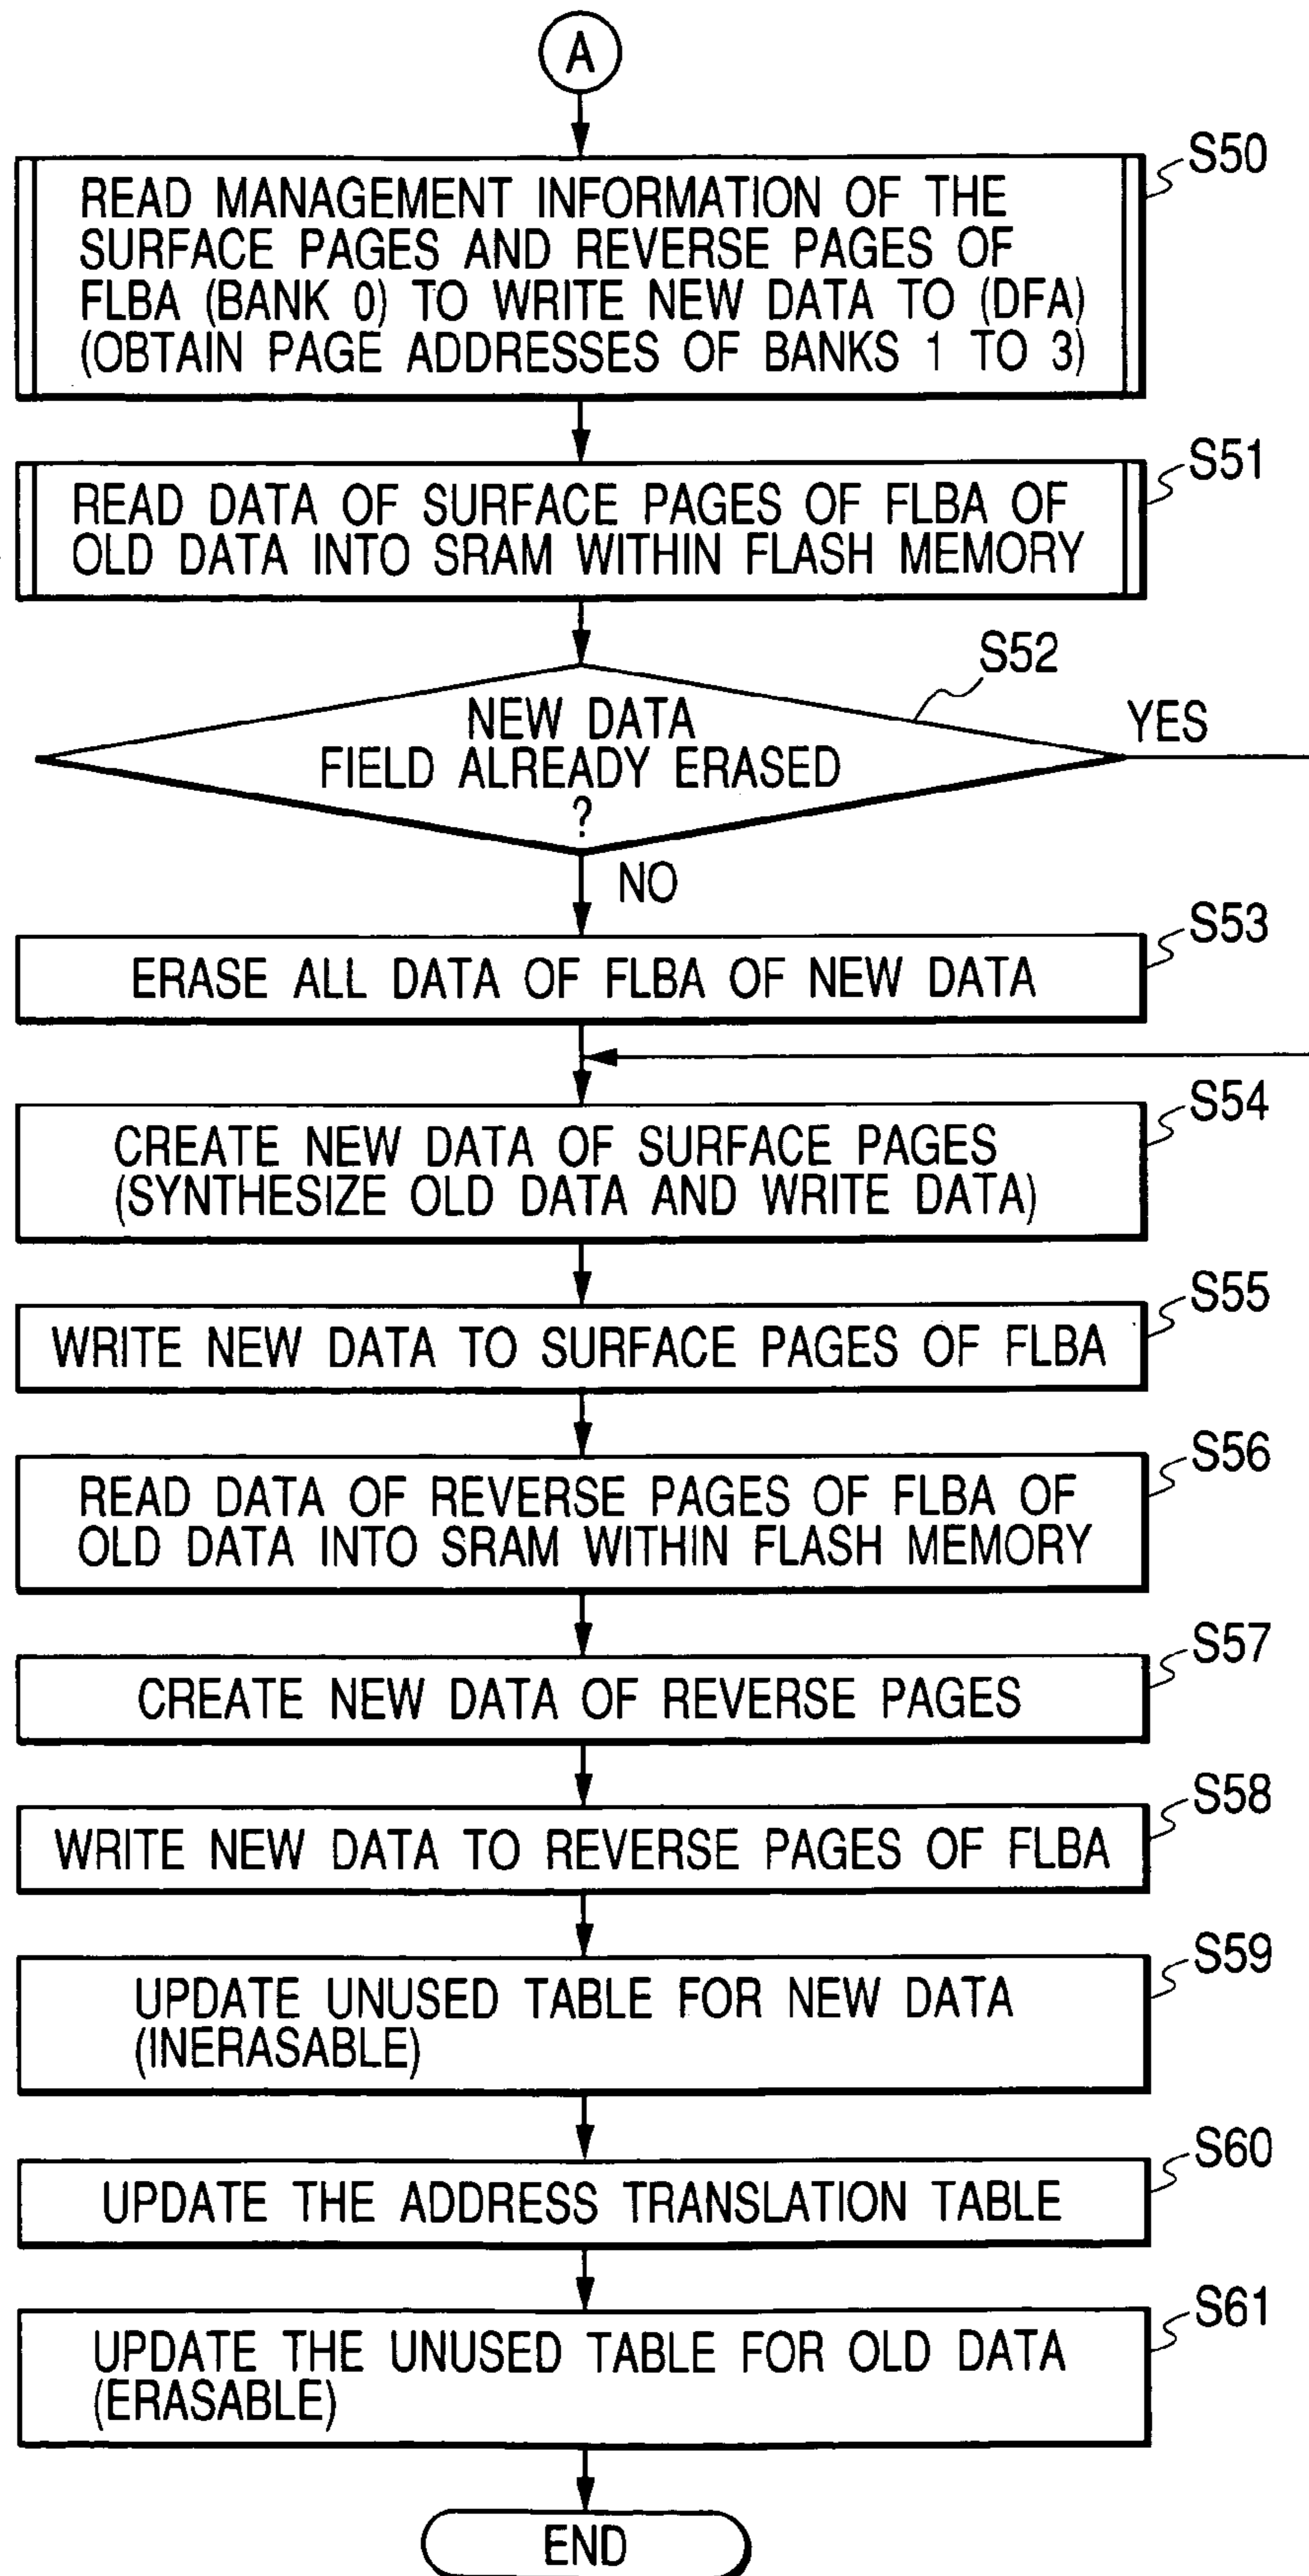 A
S50
READ MANAGEMENT INFORMATION OF THE
SURFACE PAGES AND REVERSE PAGES OF
FLBA (BANK 0) TO WRITE NEW DATA TO (DFA)
(OBTAIN PAGE ADDRESSES OF BANKS 1 TO 3)
S51
READ DATA OF SURFACE PAGES OF FLBA OF
OLD DATA INTO SRAM WITHIN FLASH MEMORY
S52
NEW DATA
FIELD ALREADY ERASED
?
YES
NO
S53
ERASE ALL DATA OF FLBA OF NEW DATA
S54
CREATE NEW DATA OF SURFACE PAGES
(SYNTHESIZE OLD DATA AND WRITE DATA)
S55
WRITE NEW DATA TO SURFACE PAGES OF FLBA
S56
READ DATA OF REVERSE PAGES OF FLBA OF
OLD DATA INTO SRAM WITHIN FLASH MEMORY
S57
CREATE NEW DATA OF REVERSE PAGES
S58
WRITE NEW DATA TO REVERSE PAGES OF FLBA
S59
UPDATE UNUSED TABLE FOR NEW DATA
(INERASABLE)
S60
UPDATE THE ADDRESS TRANSLATION TABLE
S61
UPDATE THE UNUSED TABLE FOR OLD DATA
(ERASABLE)
END